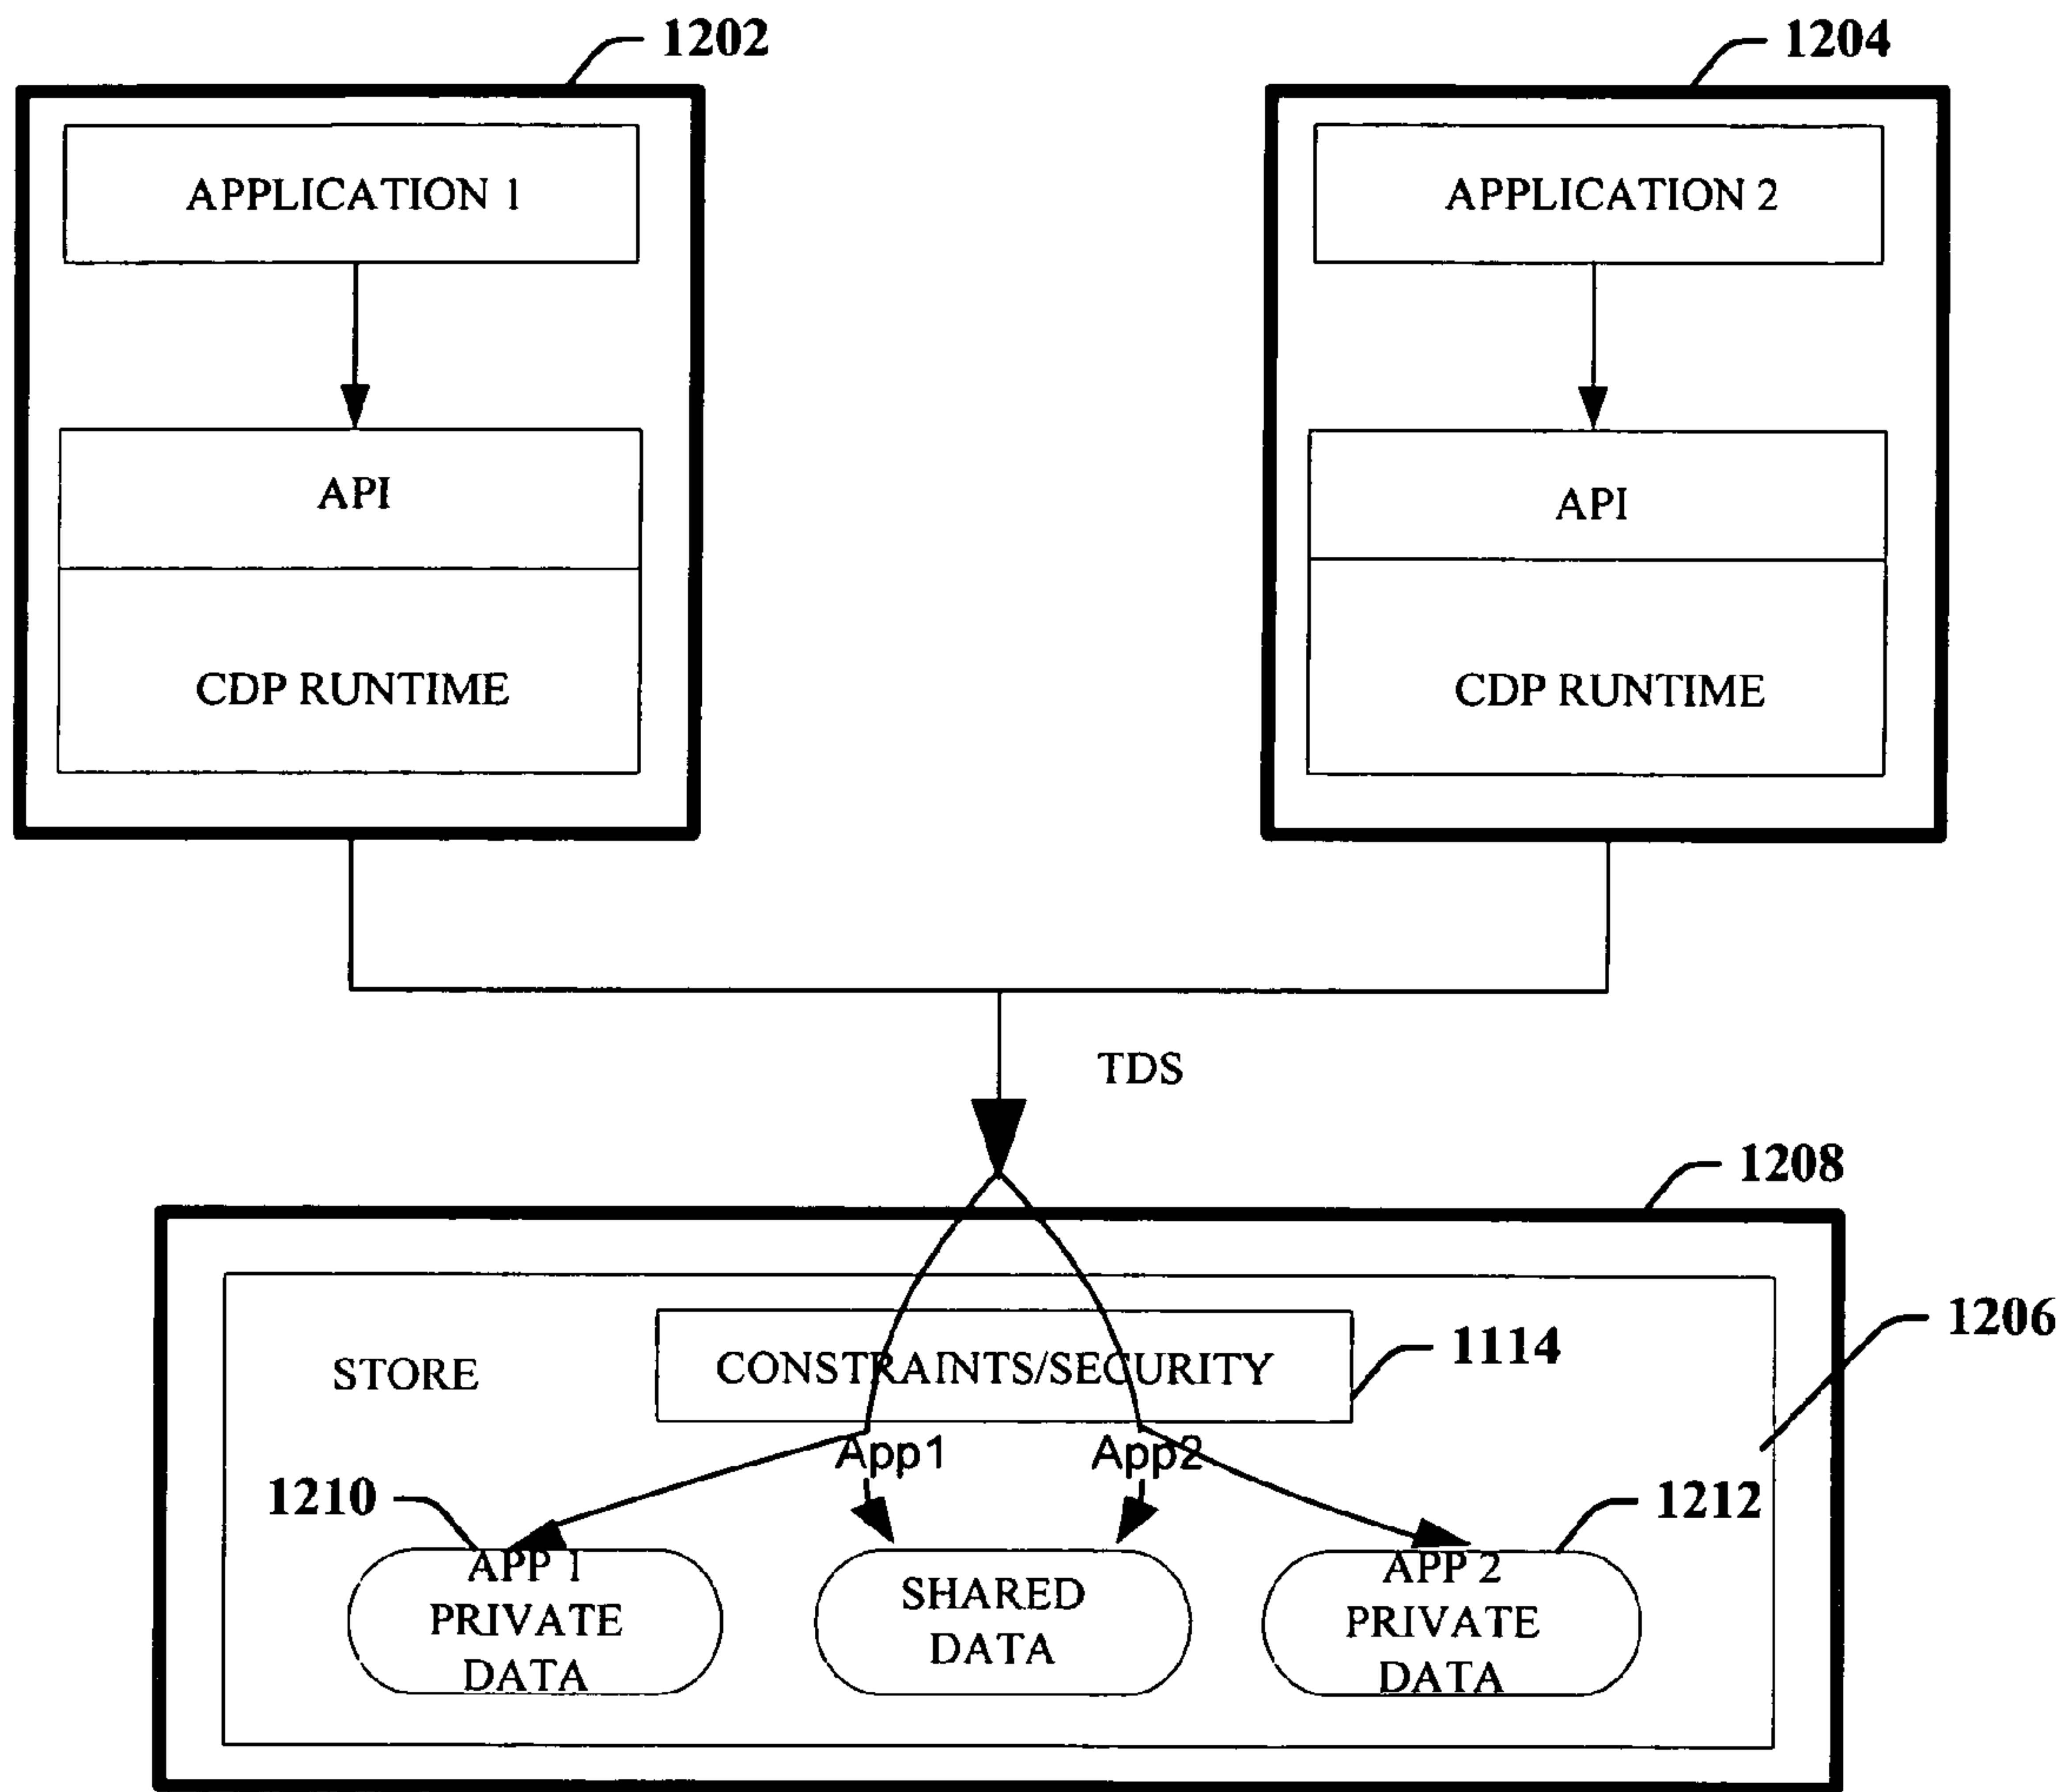 1202
1204
APPLICATION 1
APPLICATION 2
API
API
CDP RUNTIME
CDP RUNTIME
TDS
1208
1206
STORE
CONSTRAINTS/SECURITY
1114
App1
App2
1210
1212
APP 1
PRIVATE
DATA
SHARED
DATA
APP 2
PRIVATE
DATA